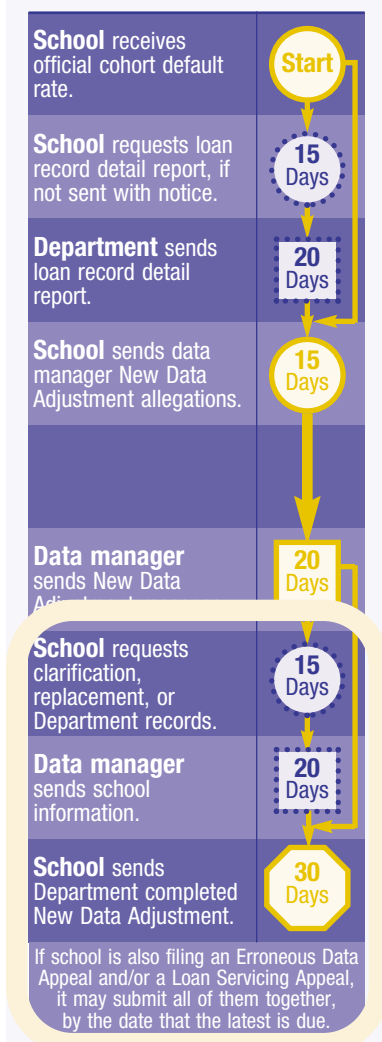 School receives
official cohort default
rate.
Start
School requests loan
record detail report, if
not sent with notice.
15
Days
Department sends
loan record detail
report.
20
Days
School sends data
manager New Data
Adjustment allegations.
15
Days
Data manager
sends New Data
20
Days
School requests
clarification,
replacement, or
Department records.
15
Days
Data manager
sends school
information.
20
Days
School sends
Department completed
New Data Adjustment.
30
Days
If school is also filing an Erroneous Data
Appeal and/or a Loan Servicing Appeal,
it may submit all of them together,
by the date that the latest is due.